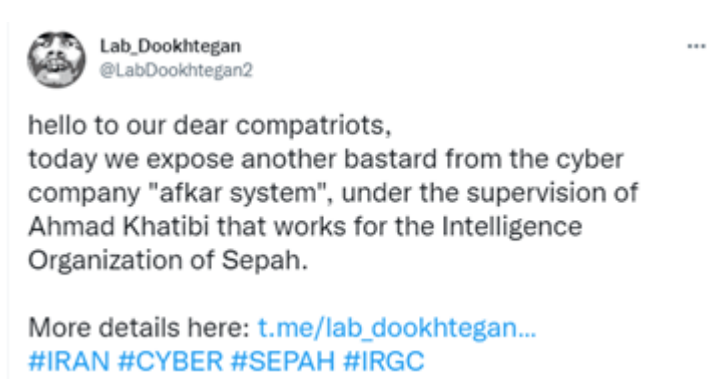 Lab_Dookhtegan
@LabDookhtegan2
hello to our dear compatriots,
today we expose another bastard from the cyber
company "afkar system", under the supervision of
Ahmad Khatibi that works for the Intelligence
Organization of Sepah.
More details here: t.me/lab_dookhtegan...
#IRAN #CYBER #SEPAH #IRGC